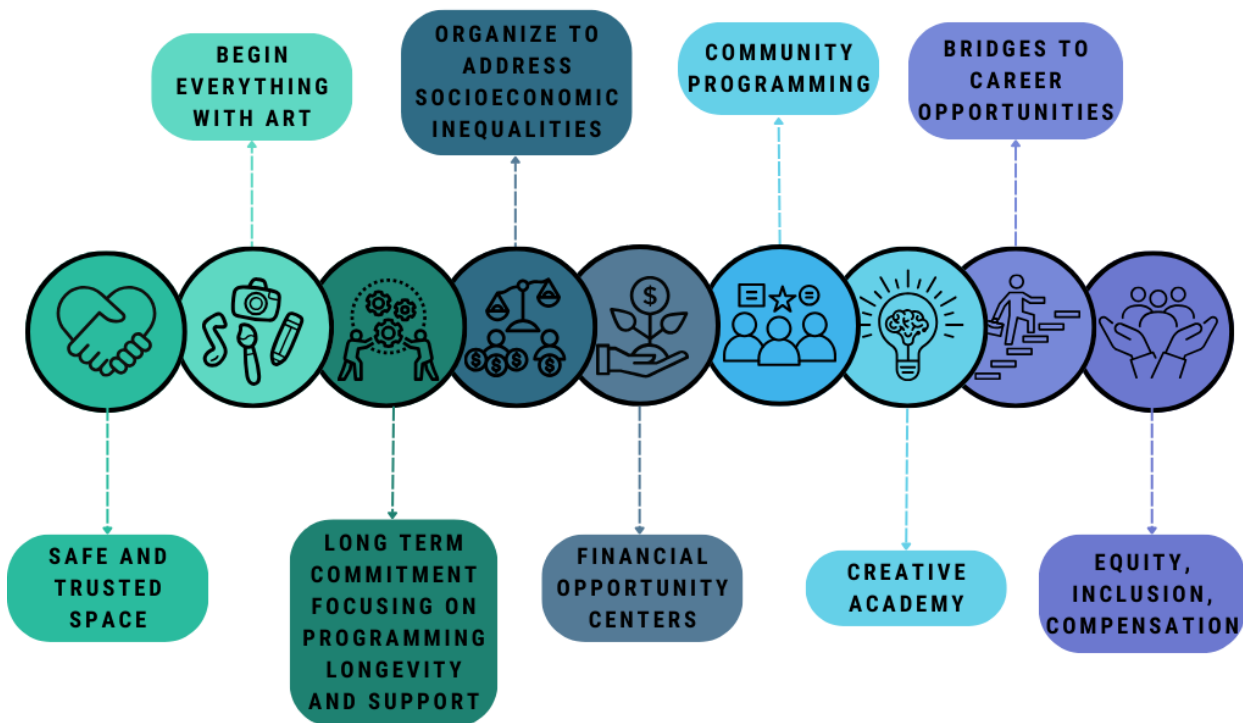 BEGIN
EVERYTHING
WITH ART
ORGANIZE TO
ADDRESS
SOCIOECONOMIC
INEQUALITIES
COMMUNITY
PROGRAMMING
BRIDGES TO
CAREER
OPPORTUNITIES
$
$ $ $ $
SAFE AND
TRUSTED
SPACE
LONG TERM
COMMITMENT
FOCUSING ON
PROGRAMMING
LONGEVITY
AND SUPPORT
FINANCIAL
OPPORTUNITY
CENTERS
CREATIVE
ACADEMY
EQUITY,
INCLUSION,
COMPENSATION